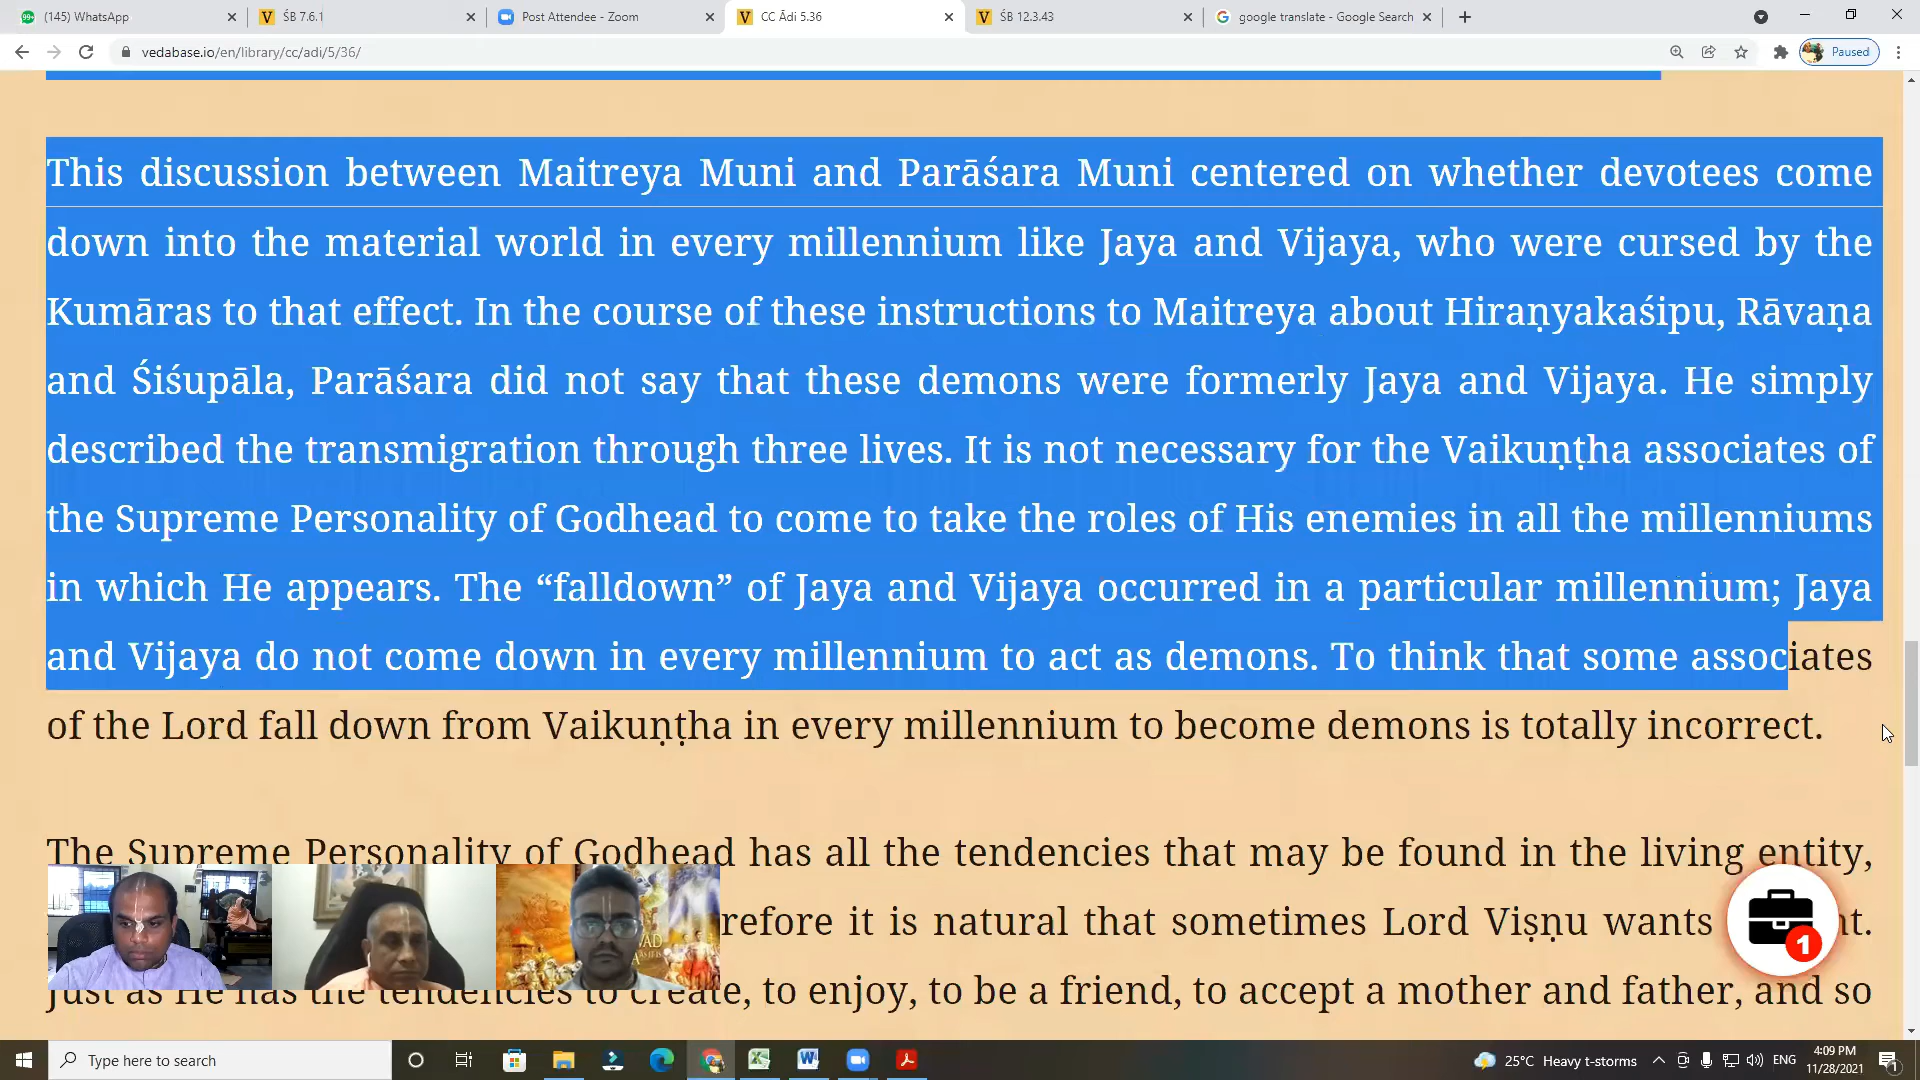 (145) WhatsApp
ŚB 7.6.1
Post Attendee - Zoom
CC Ādi 5.36
ŚB 12.3.43
google translate - Google Search
vedabase.io/en/library/cc/adi/5/36/
Paused
This discussion between Maitreya Muni and Parāśara Muni centered on whether devotees come
down into the material world in every millennium like Jaya and Vijaya, who were cursed by the
Kumāras to that effect. In the course of these instructions to Maitreya about Hiraṇyakaśipu, Rāvaṇa
and Śiśupāla, Parāśara did not say that these demons were formerly Jaya and Vijaya. He simply
described the transmigration through three lives. It is not necessary for the Vaikuṇṭha associates of
the Supreme Personality of Godhead to come to take the roles of His enemies in all the millenniums
in which He appears. The “falldown” of Jaya and Vijaya occurred in a particular millennium; Jaya
and Vijaya do not come down in every millennium to act as demons. To think that some associates
of the Lord fall down from Vaikuṇṭha in every millennium to become demons is totally incorrect.
The Supreme Personality of Godhead has all the tendencies that may be found in the living entity,
refore it is natural that sometimes Lord Viṣṇu wants t.
just as He has the tendencies to create, to enjoy, to be a friend, to accept a mother and father, and so
1
Type here to search
25°C Heavy t-storms
ENG
4:09 PM
11/28/2021
1